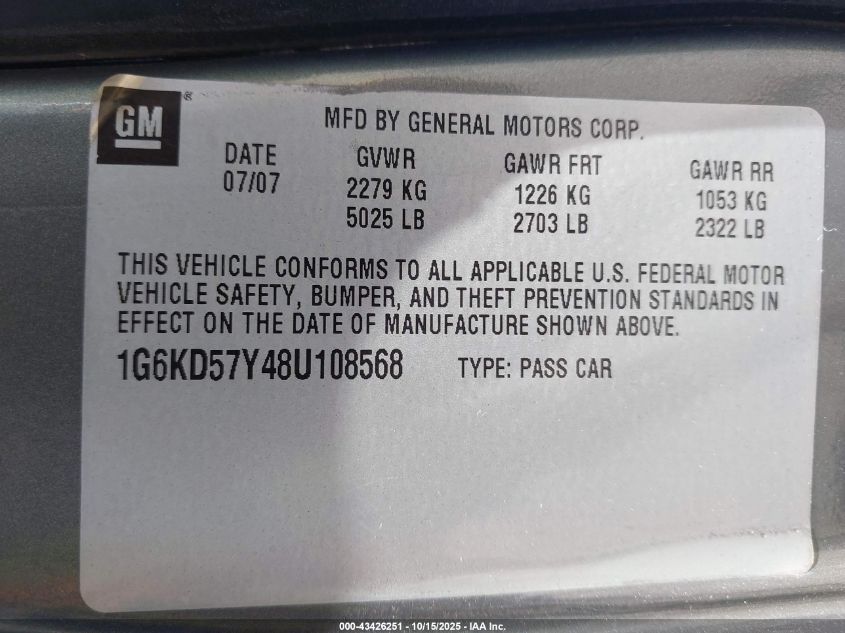 GM ®
MFD BY GENERAL MOTORS CORP.
DATE GVWR GAWR FRT GAWR RR
07/07 2279 KG 1226 KG 1053 KG
5025 LB 2703 LB 2322 LB
THIS VEHICLE CONFORMS TO ALL APPLICABLE U.S. FEDERAL MOTOR
VEHICLE SAFETY, BUMPER, AND THEFT PREVENTION STANDARDS IN
EFFECT ON THE DATE OF MANUFACTURE SHOWN ABOVE.
1G6KD57Y48U108568 TYPE: PASS CAR
000-43426251 - 10/15/2025 - IAA Inc.